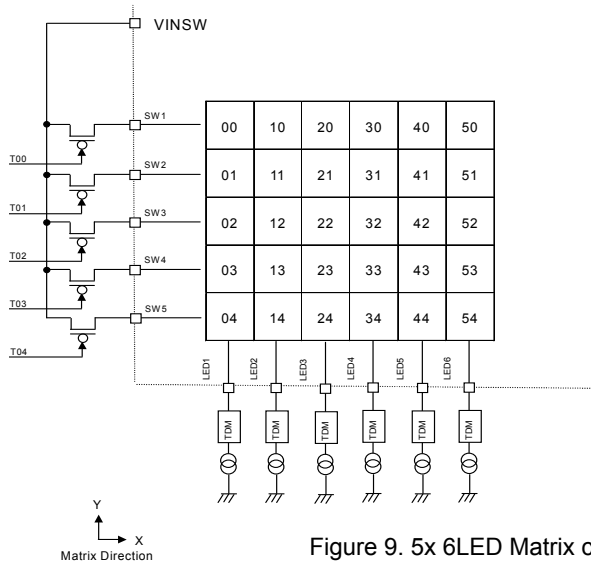 VINSW
SW1
T00
SW2
T01
SW3
T02
SW4
T03
SW5
T04
00 10 20 30 40 50
01 11 21 31 41 51
02 12 22 32 42 52
03 13 23 33 43 53
04 14 24 34 44 54
LED1 LED2 LED3 LED4 LED5 LED6
TDM TDM TDM TDM TDM TDM
Y
X
Matrix Direction
Figure 9. 5x 6LED Matrix